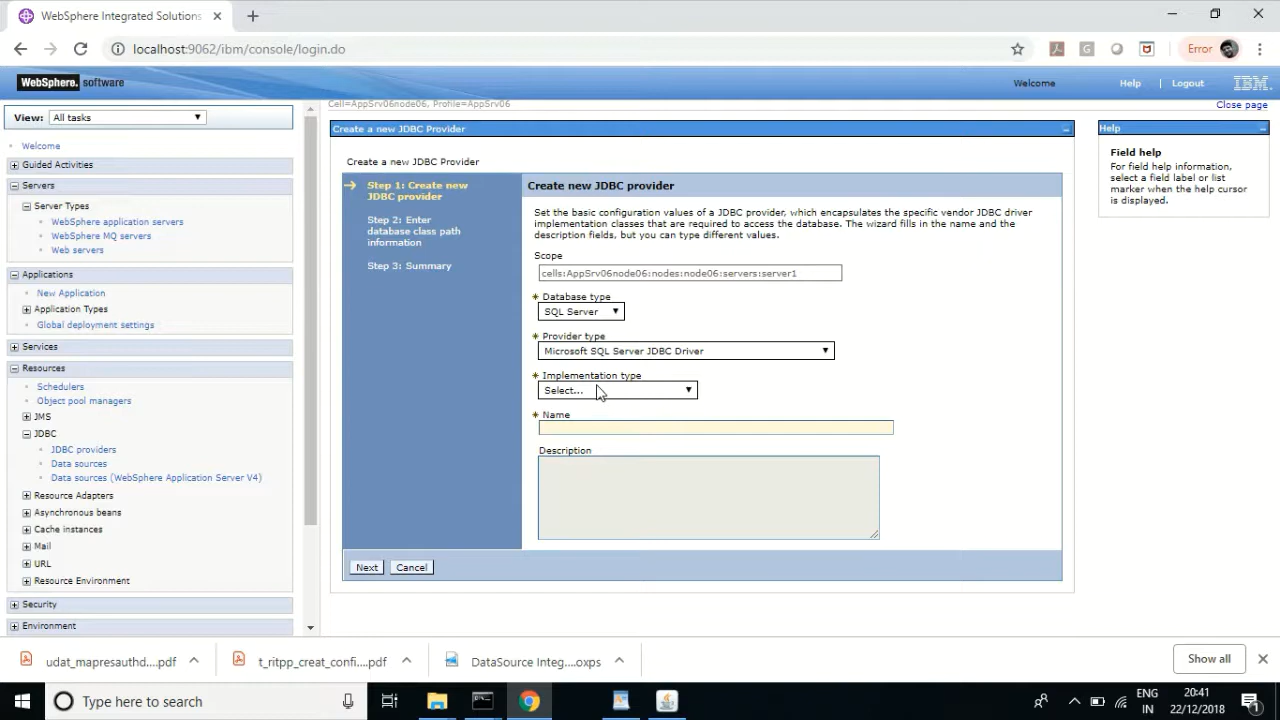 WebSphere Integrated Solutions
localhost:9062/ibm/console/login.do
Error
WebSphere. software
Welcome
Help
Logout
IBM.
Cell=AppSrv06node06, Profile=AppSrv06
Close page
View: All tasks
Welcome
Guided Activities
Servers
Server Types
WebSphere application servers
WebSphere MQ servers
Web servers
Applications
New Application
Application Types
Global deployment settings
Services
Resources
Schedulers
Object pool managers
JMS
JDBC
JDBC providers
Data sources
Data sources (WebSphere Application Server V4)
Resource Adapters
Asynchronous beans
Cache instances
Mail
URL
Resource Environment
Security
Environment
Create a new JDBC Provider
Create a new JDBC Provider
Step 1: Create new
JDBC provider
Step 2: Enter
database class path
information
Step 3: Summary
Create new JDBC provider
Set the basic configuration values of a JDBC provider, which encapsulates the specific vendor JDBC driver
implementation classes that are required to access the database. The wizard fills in the name and the
description fields, but you can type different values.
Scope
cells:AppSrv06node06:nodes:node06:servers:server1
Database type
SQL Server
Provider type
Microsoft SQL Server JDBC Driver
Implementation type
Select...
Name
Description
Next
Cancel
Help
Field help
For field help information,
select a field label or list
marker when the help cursor
is displayed.
udat_mapresauthd....pdf
t_ritpp_creat_confi....pdf
DataSource Integ....oxps
Show all
Type here to search
ENG
IN
20:41
22/12/2018
1